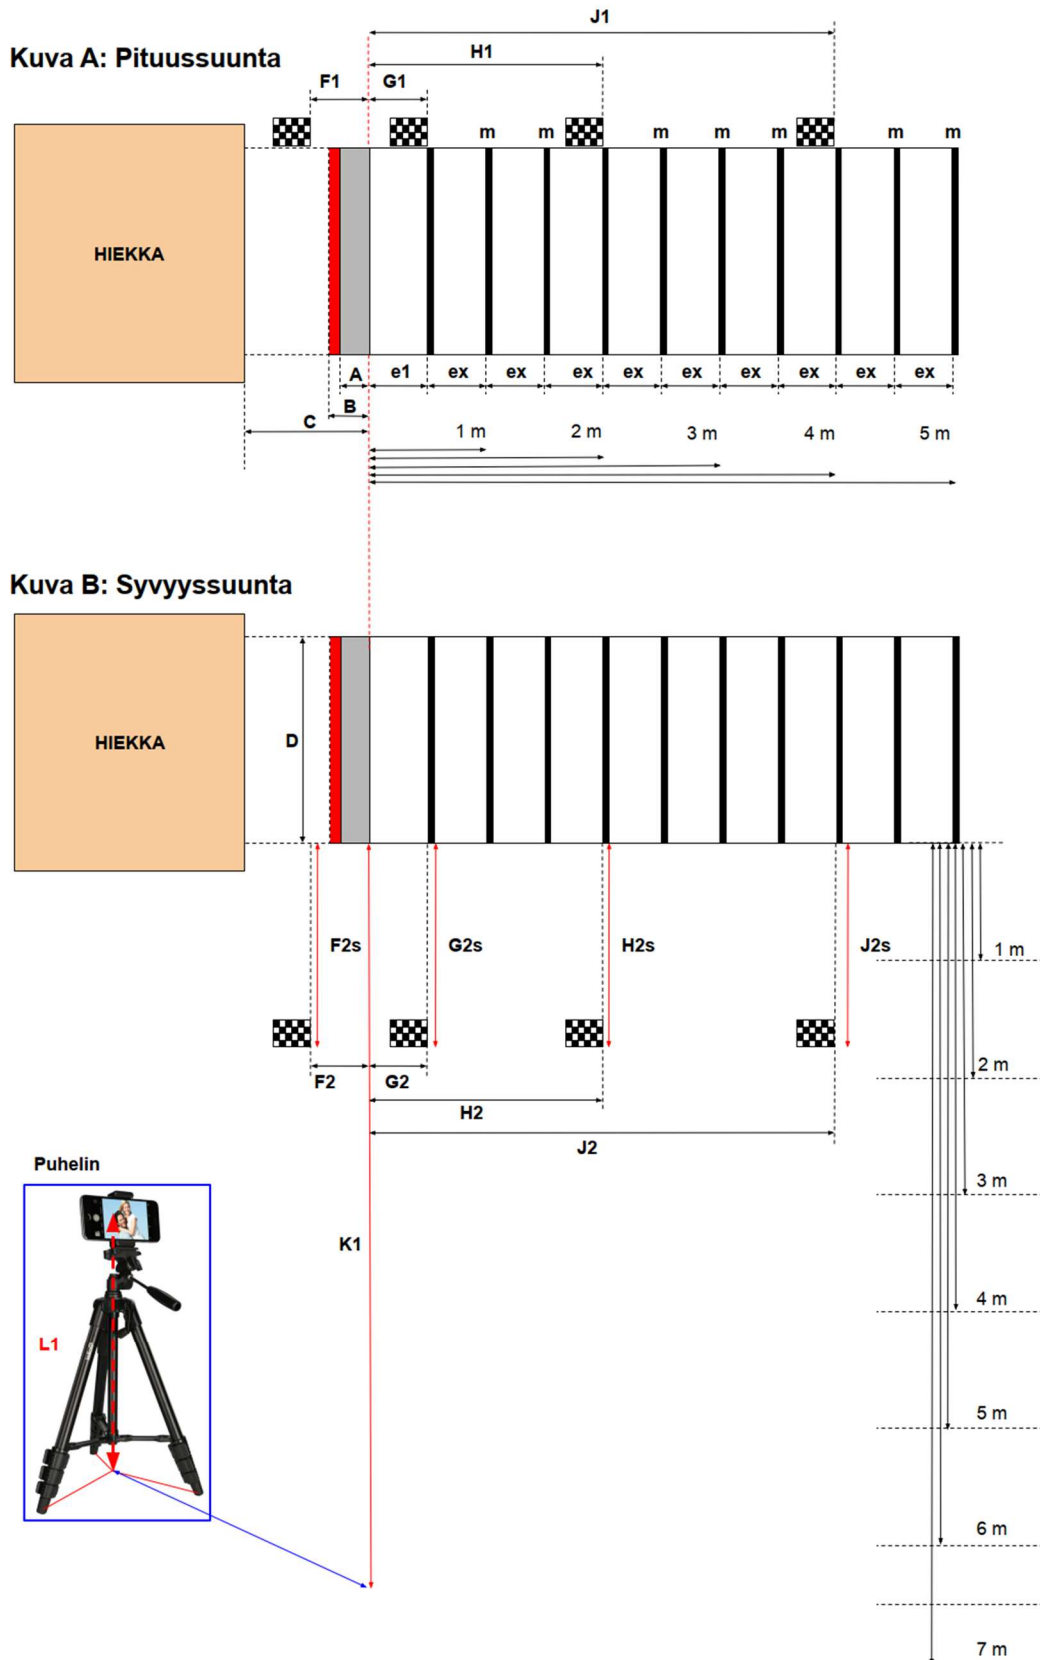 J1
Kuva A: Pituussuunta
H1
F1 G1
m m m m m m m
HIEKKA
A e1 ex ex ex ex ex ex ex ex ex
B
C
1 m 2 m 3 m 4 m 5 m
Kuva B: Syvyyssuunta
HIEKKA
D
F2s G2s H2s J2s
1 m
F2 G2
2 m
H2
J2
Puhelin
3 m
K1
4 m
L1
5 m
6 m
7 m